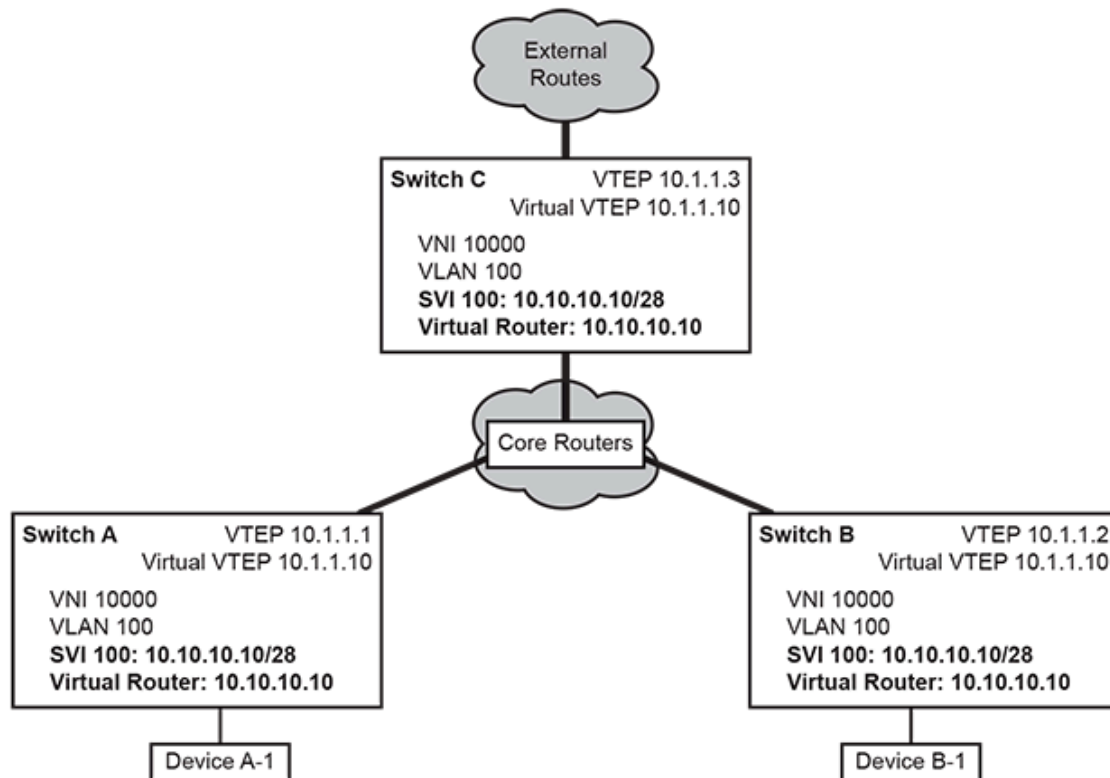 External
Routes
Switch C VTEP 10.1.1.3
Virtual VTEP 10.1.1.10
VNI 10000
VLAN 100
SVI 100: 10.10.10.10/28
Virtual Router: 10.10.10.10
Core Routers
Switch A VTEP 10.1.1.1
Virtual VTEP 10.1.1.10
VNI 10000
VLAN 100
SVI 100: 10.10.10.10/28
Virtual Router: 10.10.10.10
Device A-1
Switch B VTEP 10.1.1.2
Virtual VTEP 10.1.1.10
VNI 10000
VLAN 100
SVI 100: 10.10.10.10/28
Virtual Router: 10.10.10.10
Device B-1